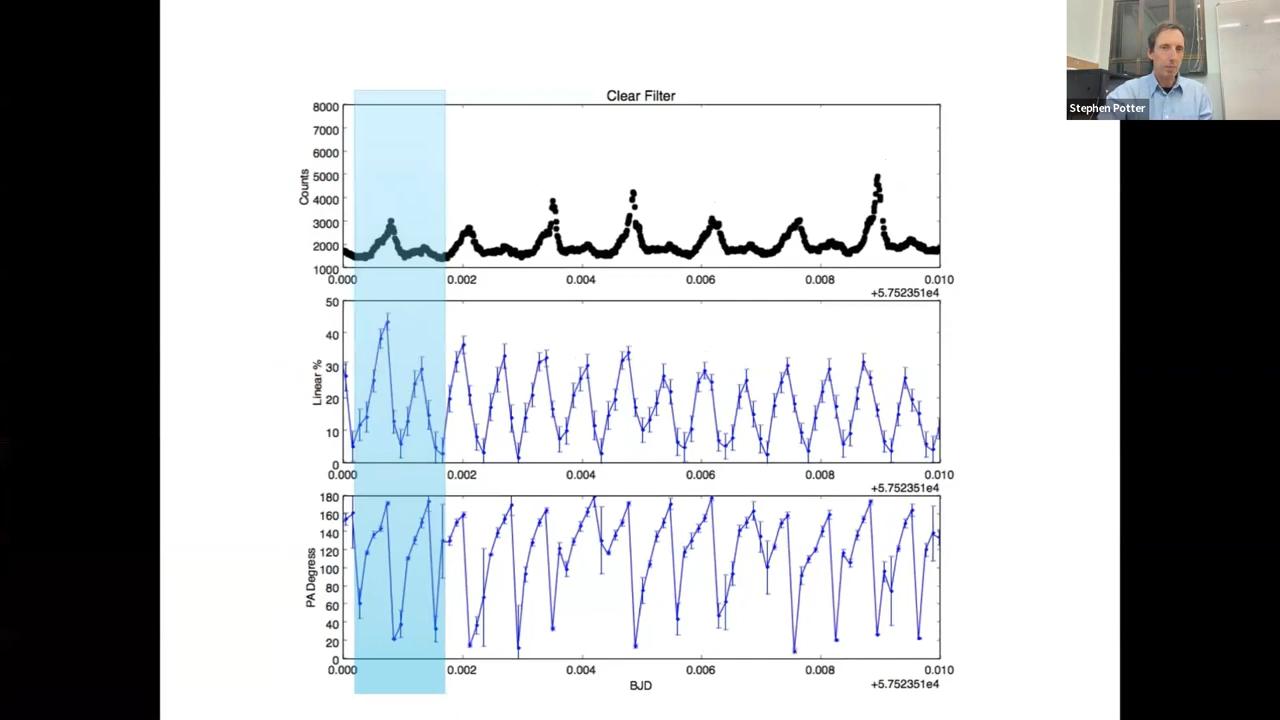 Stephen Potter
Clear Filter
8000
7000
6000
5000
4000
3000
2000
1000
Counts
0.000 0.002 0.004 0.006 0.008 0.010
+5.752351e4
50
40
30
20
10
0
Linear %
0.000 0.002 0.004 0.006 0.008 0.010
+5.752351e4
180
160
140
120
100
80
60
40
20
0
PA Degrees
0.000 0.002 0.004 0.006 0.008 0.010
+5.752351e4
BJD